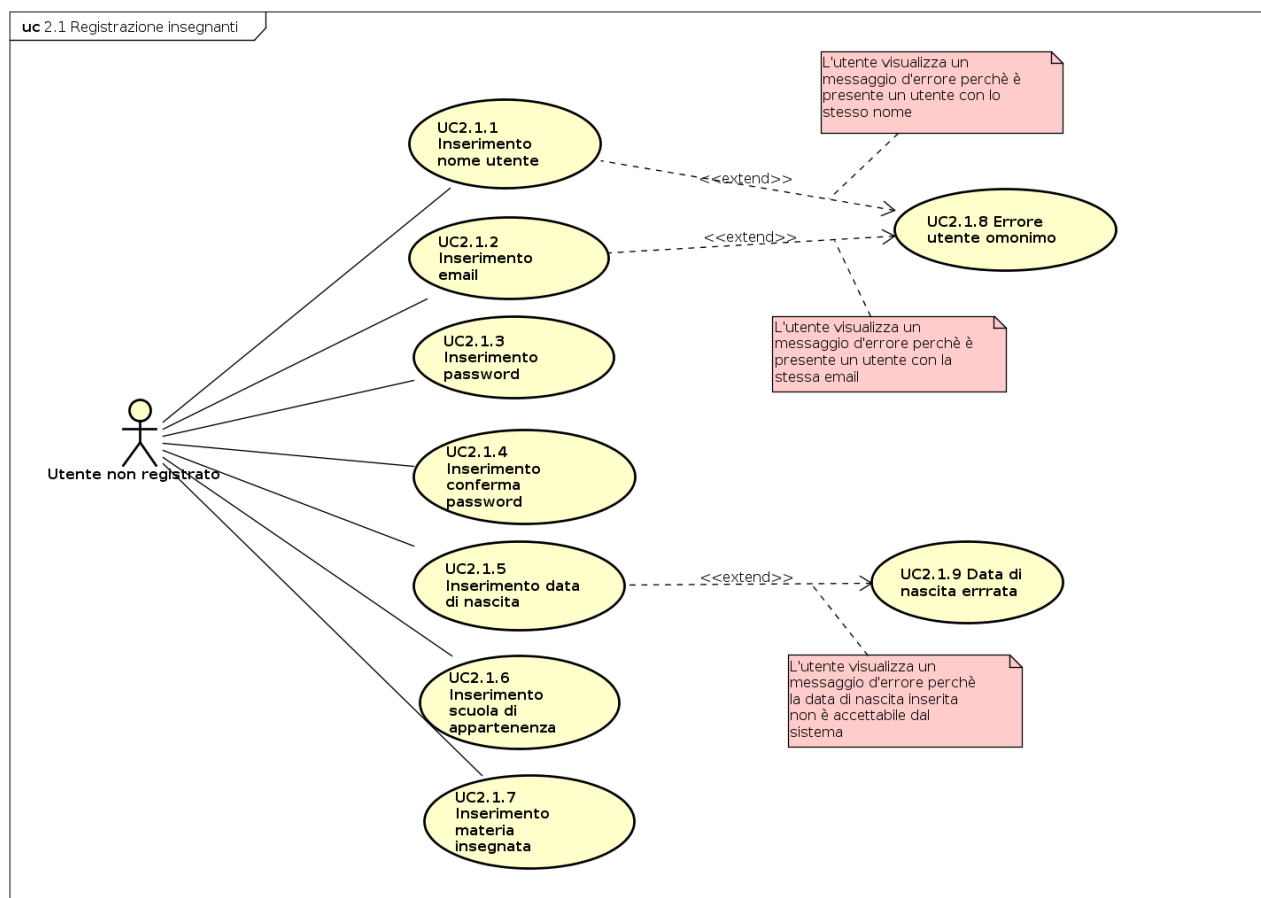 uc 2.1 Registrazione insegnanti
L'utente visualizza un
messaggio d'errore perchè è
presente un utente con lo
stesso nome
UC2.1.1
Inserimento
nome utente
<<extend>>
UC2.1.8 Errore
utente omonimo
UC2.1.2
Inserimento
email
<<extend>>
L'utente visualizza un
messaggio d'errore perchè è
presente un utente con la
stessa email
UC2.1.3
Inserimento
password
Utente non registrato
UC2.1.4
Inserimento
conferma
password
UC2.1.5
Inserimento data
di nascita
<<extend>>
UC2.1.9 Data di
nascita errrata
L'utente visualizza un
messaggio d'errore perchè
la data di nascita inserita
non è accettabile dal
sistema
UC2.1.6
Inserimento
scuola di
appartenenza
UC2.1.7
Inserimento
materia
insegnata